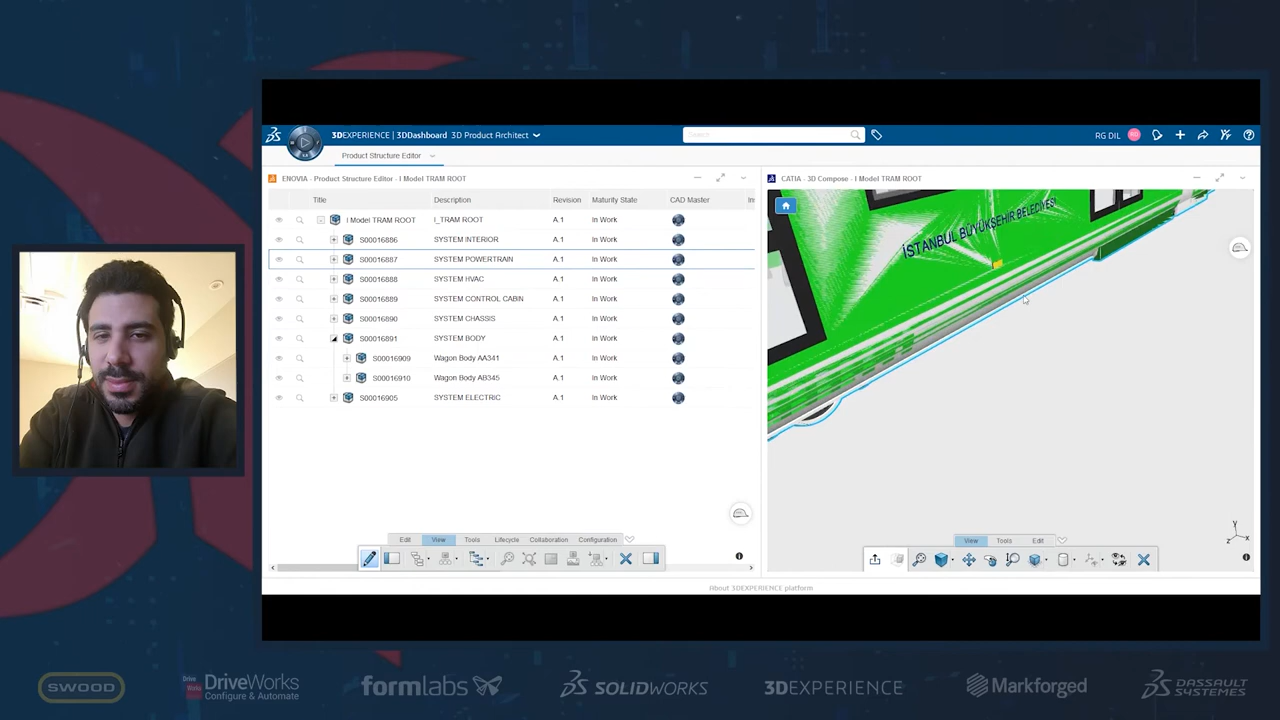 3DEXPERIENCE | 3DDashboard 3D Product Architect
Search
RG DIL
Product Structure Editor
ENOVIA - Product Structure Editor - I Model TRAM ROOT
Title Description Revision Maturity State CAD Master
I Model TRAM ROOT I_TRAM ROOT A.1 In Work
S00016886 SYSTEM INTERIOR A.1 In Work
S00016887 SYSTEM POWERTRAIN A.1 In Work
S00016888 SYSTEM HVAC A.1 In Work
S00016889 SYSTEM CONTROL CABIN A.1 In Work
S00016890 SYSTEM CHASSIS A.1 In Work
S00016891 SYSTEM BODY A.1 In Work
S00016909 Wagon Body AA341 A.1 In Work
S00016910 Wagon Body AB345 A.1 In Work
S00016905 SYSTEM ELECTRIC A.1 In Work
Edit View Tools Lifecycle Collaboration Configuration
CATIA - 3D Compose - I Model TRAM ROOT
İSTANBUL BÜYÜKŞEHİR BELEDİYESİ
View Tools Edit
About 3DEXPERIENCE platform
SWOOD
DriveWorks
Configure & Automate
formlabs
SOLIDWORKS
3DEXPERIENCE
Markforged
DASSAULT
SYSTEMES